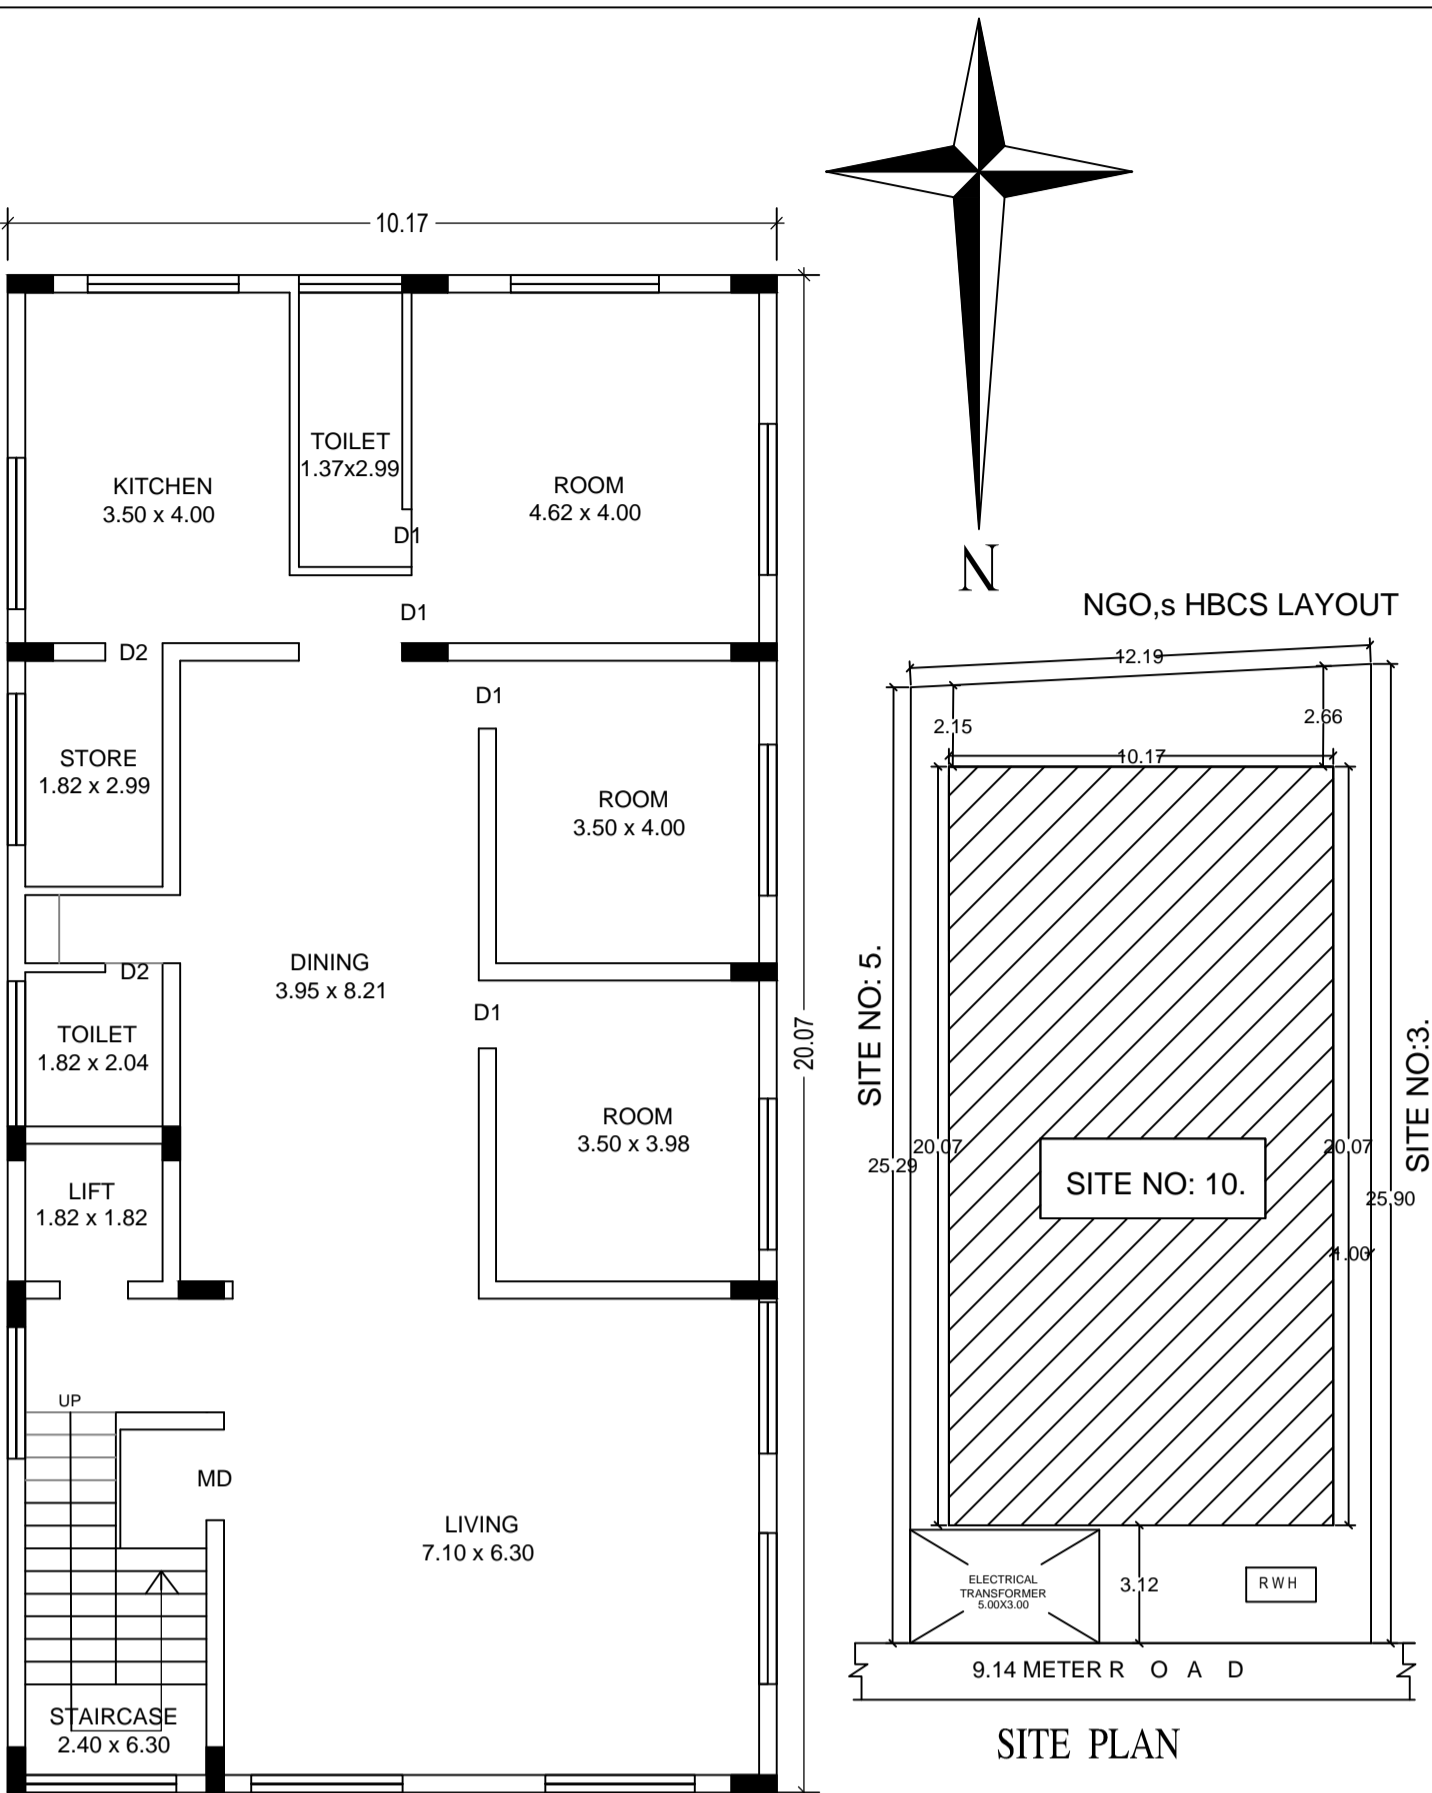 10.17
N
NGO,s HBCS LAYOUT
KITCHEN
3.50 x 4.00
TOILET
1.37x2.99
ROOM
4.62 x 4.00
D1
D1
D2
D1
STORE
1.82 x 2.99
ROOM
3.50 x 4.00
DINING
3.95 x 8.21
D2
D1
TOILET
1.82 x 2.04
20.07
ROOM
3.50 x 3.98
LIFT
1.82 x 1.82
UP
MD
LIVING
7.10 x 6.30
STAIRCASE
2.40 x 6.30
12.19
2.15
2.66
10.17
SITE NO: 5.
SITE NO:3.
25.29
20.07
SITE NO: 10.
20.07
25.90
1.00
ELECTRICAL
TRANSFORMER
5.00X3.00
3.12
RWH
9.14 METER R O A D
SITE PLAN